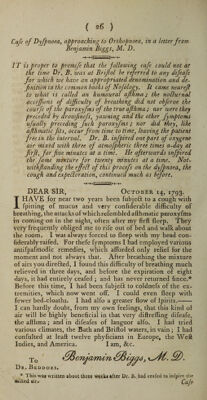 ( 26 )
Case of Dyspnoea, approaching to Orthopnoea, in a letter from
Benjamin Biggs, M. D.
IT is proper to premise that the following case could not at
the time Dr. B. was at Bristol be referred to any disease
for which we have an appropriated denomination and de-
finition in the common books of Nosology. It came nearest
to what is called an humoral asthma; the nocturnal
accessions of difficulty of breathing did not observe the
course of the paroxysms of the true asthma; nor were they
preceded by drowsiness, yawning and the other symptoms
usually preceding such paroxysms; nor did they, like
asthmatic fits, occur from time to time, leaving the patient
free in the interval. Dr. B. inspired one part of oxygene
air mixed with three of atmospheric three times a-day at
first, for five minutes at a time. He afterwards inspired
the same mixture for twenty minutes at a time. Not-
withstanding the effect of this process on the dyspnoea, the
cough and expectoration, continued much as before.
DEAR SIR, OCTOBER 14, 1793.
I HAVE for near two years been subject to a cough with
spitting of mucus and very considerable difficulty of
breathing, the attacks of which resembled asthmatic paroxysms
in coming on in the night, often after my first sleep. They
very frequently obliged me to rise out of bed and walk about
the room. I was always forced to sleep with my head con-
siderably raised. For these symptoms I had employed various
antispasmodic remedies, which afforded only relief for the
moment and not always that. After breathing the mixture
of airs you directed, I found this difficulty of breathing much
relieved in three days, and before the expiration of eight
days, it had entirely ceased; and has never returned since.*
Before this time, I had been subject to coldness of the ex-
tremities, which now went off. I could even sleep with
fewer bed-cloaths. I had also a greater flow of spirits.
I can hardly doubt, from my own feelings, that this kind of
air will be highly beneficial in that very distressing disease,
the asthma; and in diseases of languor also. I had tried
various climates, the Bath and Bristol waters, in vain; I had
consulted at least twelve physicians in Europe, the West
Indies, and America. I am, &c.
Benjamin Biggs, M. D.
To
DR. BEDDOES.
* This was written about three weeks after Dr. B. had ceased to inspire the
mixed air.
Case